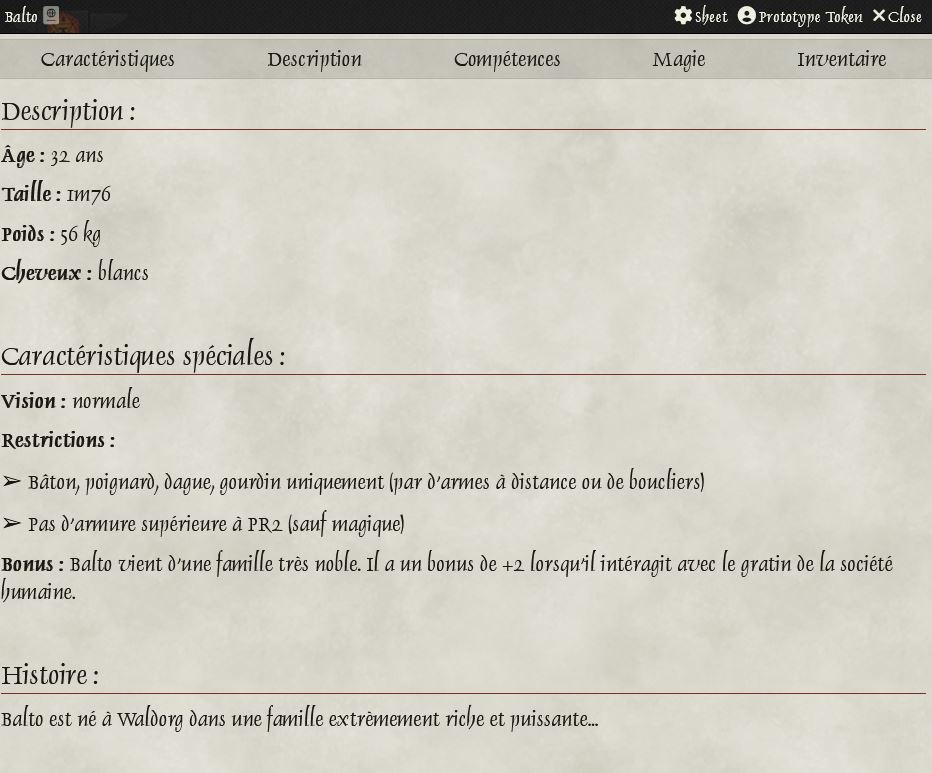 Balto Sheet Prototype Token Close
Caractéristiques Description Compétences Magie Inventaire
Description :
Âge : 32 ans
Taille : 1m76
Poids : 56 kg
Cheveux : blancs
Caractéristiques spéciales :
Vision : normale
Restrictions :
➢ Bâton, poignard, dague, gourdin uniquement (par d'armes à distance ou de boucliers)
➢ Pas d'armure supérieure à PR2 (sauf magique)
Bonus : Balto vient d'une famille très noble. Il a un bonus de +2 lorsqu'il intéragit avec le gratin de la société
humaine.
Histoire :
Balto est né à Waldorg dans une famille extrêmement riche et puissante...